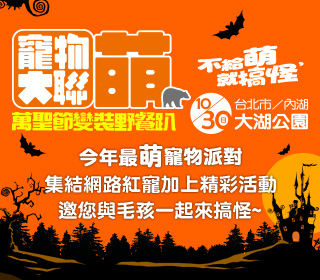 寵物
大聯萌
不給萌
就搞怪
萬聖節變裝野餐趴
10/3 日
台北市/內湖
大湖公園
今年最萌寵物派對
集結網路紅寵加上精彩活動
邀您與毛孩一起來搞怪~